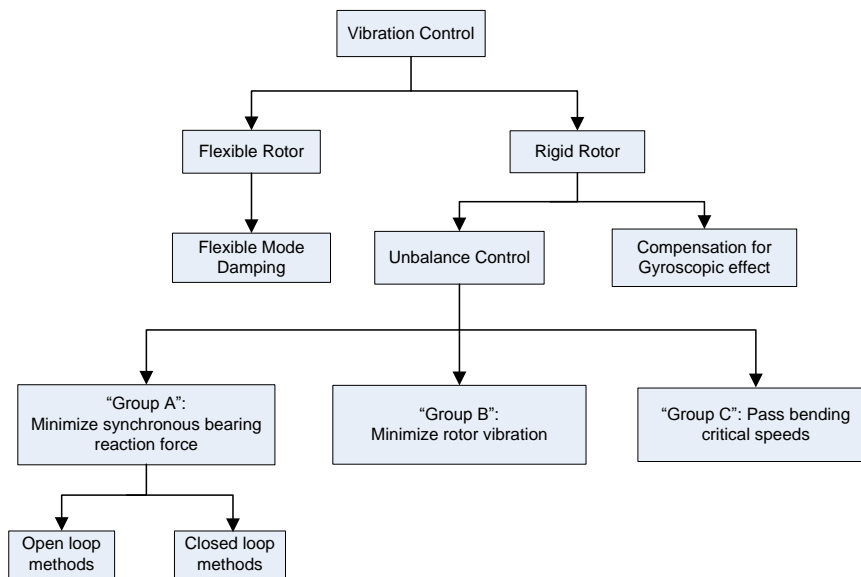 Vibration Control
Flexible Rotor
Rigid Rotor
Flexible Mode
Damping
Unbalance Control
Compensation for
Gyroscopic effect
“Group A”:
Minimize synchronous bearing
reaction force
“Group B”:
Minimize rotor vibration
“Group C”: Pass bending
critical speeds
Open loop
methods
Closed loop
methods